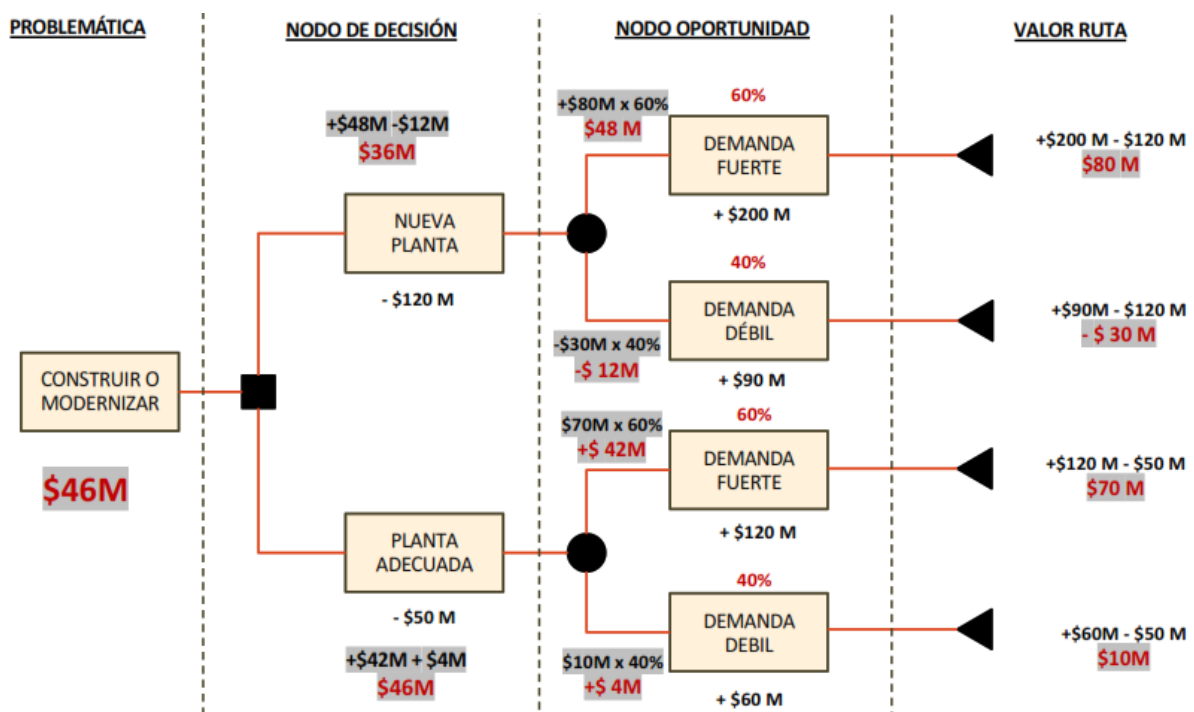 PROBLEMÁTICA
NODO DE DECISIÓN
NODO OPORTUNIDAD
VALOR RUTA
+$80M x 60%
$48 M
60%
DEMANDA
FUERTE
+ $200 M
+$200 M - $120 M
$80 M
+$48M -$12M
$36M
NUEVA
PLANTA
- $120 M
40%
DEMANDA
DÉBIL
+ $90 M
-$30M x 40%
-$ 12M
+$90M - $120 M
- $ 30 M
CONSTRUIR O
MODERNIZAR
$46M
$70M x 60%
+$ 42M
60%
DEMANDA
FUERTE
+ $120 M
+$120 M - $50 M
$70 M
PLANTA
ADECUADA
- $50 M
+$42M + $4M
$46M
40%
DEMANDA
DEBIL
+ $60 M
$10M x 40%
+$ 4M
+$60M - $50 M
$10M